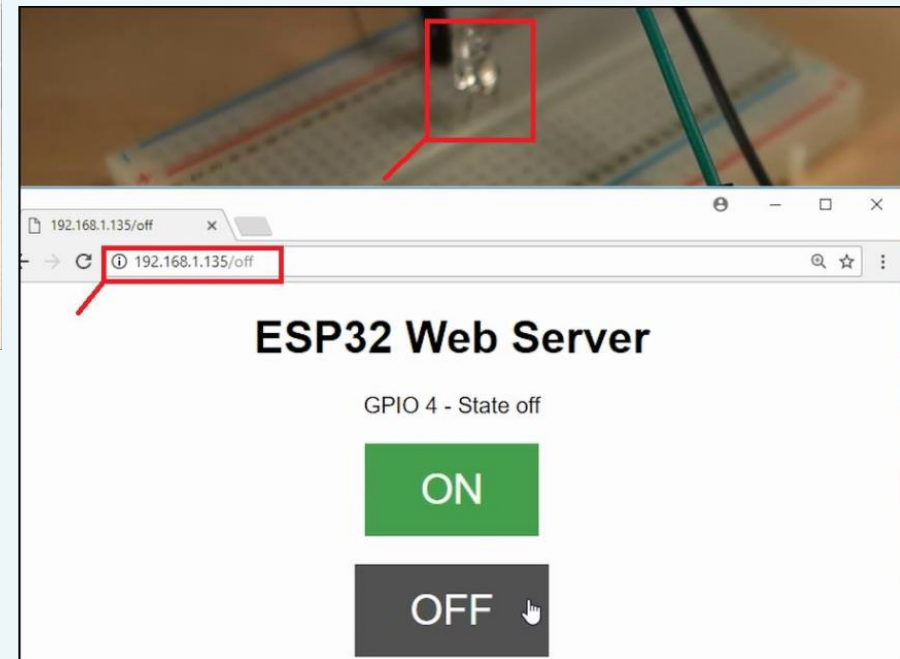 192.168.1.135/off
192.168.1.135/off
ESP32 Web Server
GPIO 4 - State off
ON
OFF